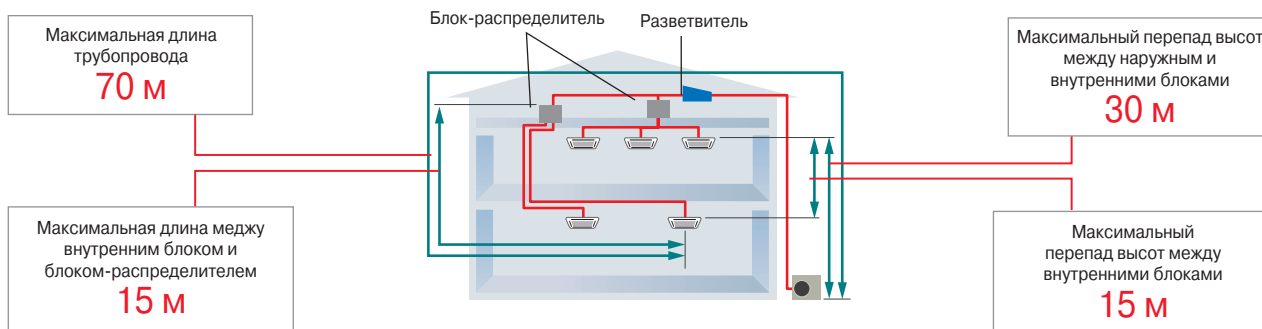 Блок-распределитель
Разветвитель
Максимальная длина
трубопровода
70 м
Максимальный перепад высот
между наружным и
внутренними блоками
30 м
Максимальная длина меджу
внутренним блоком и
блоком-распределителем
15 м
Максимальный
перепад высот между
внутренними блоками
15 м